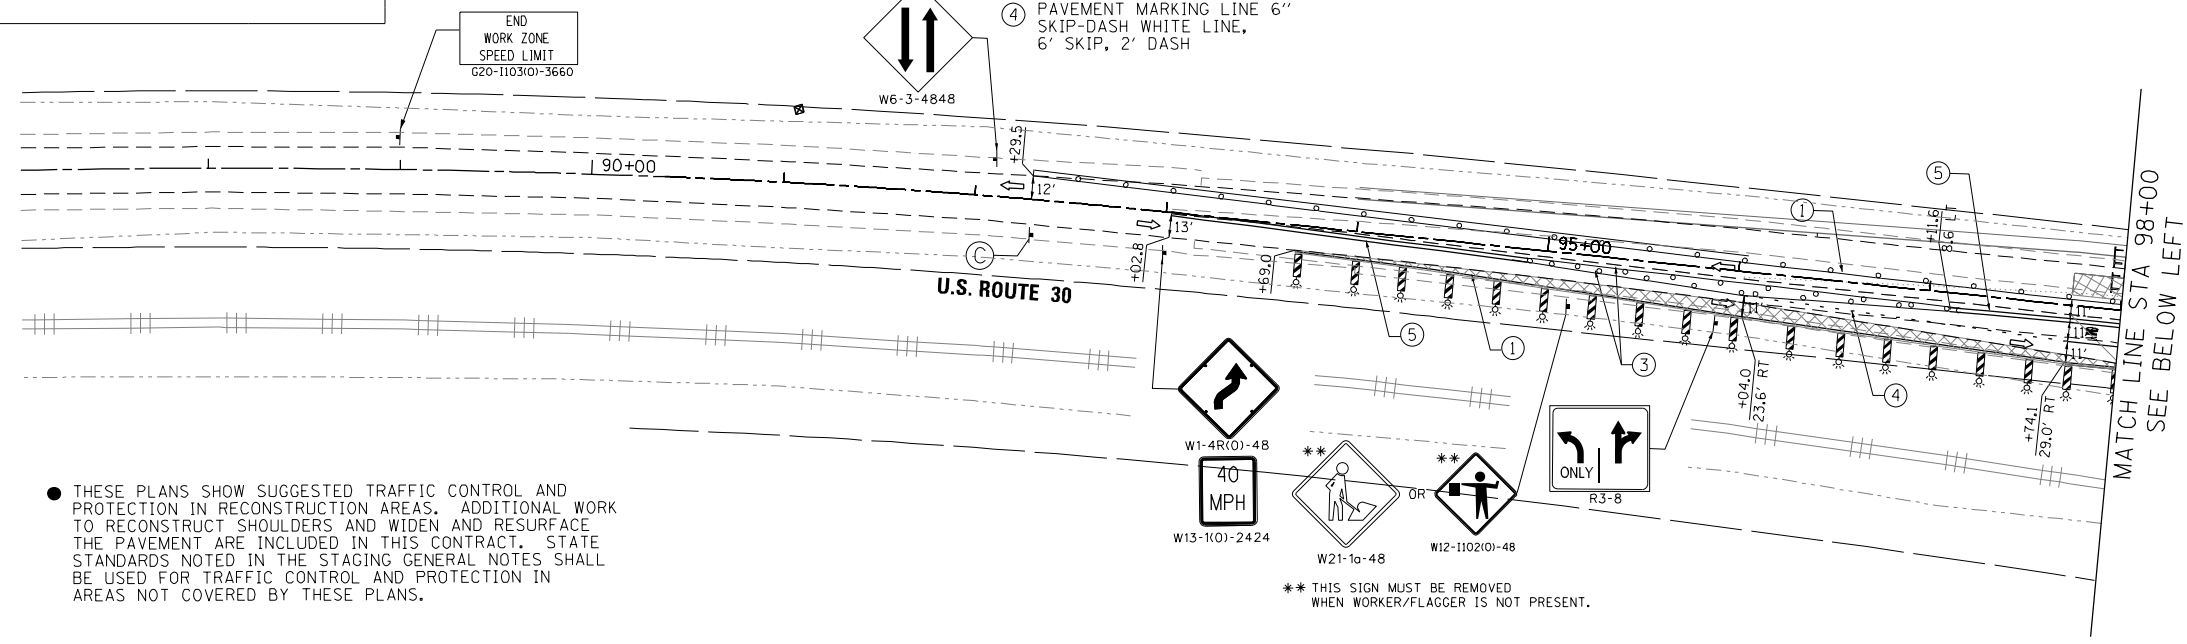 END
WORK ZONE
SPEED LIMIT
G20-I103(O)-3660
W6-3-4848
4 PAVEMENT MARKING LINE 6"
SKIP-DASH WHITE LINE,
6' SKIP, 2' DASH
90+00
+29.5
12'
13'
+02.8
+69.0
C
U.S. ROUTE 30
95+00
1
5
+11.6
8.6' LT
5
1
3
11'
+04.0
23.6' RT
4
11'
11'
11'
+74.1
29.0' RT
MATCH LINE STA 98+00
SEE BELOW LEFT
W1-4R(O)-48
40
MPH
W13-1(O)-2424
**
W21-1a-48
OR
**
W12-I102(O)-48
ONLY
R3-8
** THIS SIGN MUST BE REMOVED
WHEN WORKER/FLAGGER IS NOT PRESENT.
● THESE PLANS SHOW SUGGESTED TRAFFIC CONTROL AND
PROTECTION IN RECONSTRUCTION AREAS. ADDITIONAL WORK
TO RECONSTRUCT SHOULDERS AND WIDEN AND RESURFACE
THE PAVEMENT ARE INCLUDED IN THIS CONTRACT. STATE
STANDARDS NOTED IN THE STAGING GENERAL NOTES SHALL
BE USED FOR TRAFFIC CONTROL AND PROTECTION IN
AREAS NOT COVERED BY THESE PLANS.